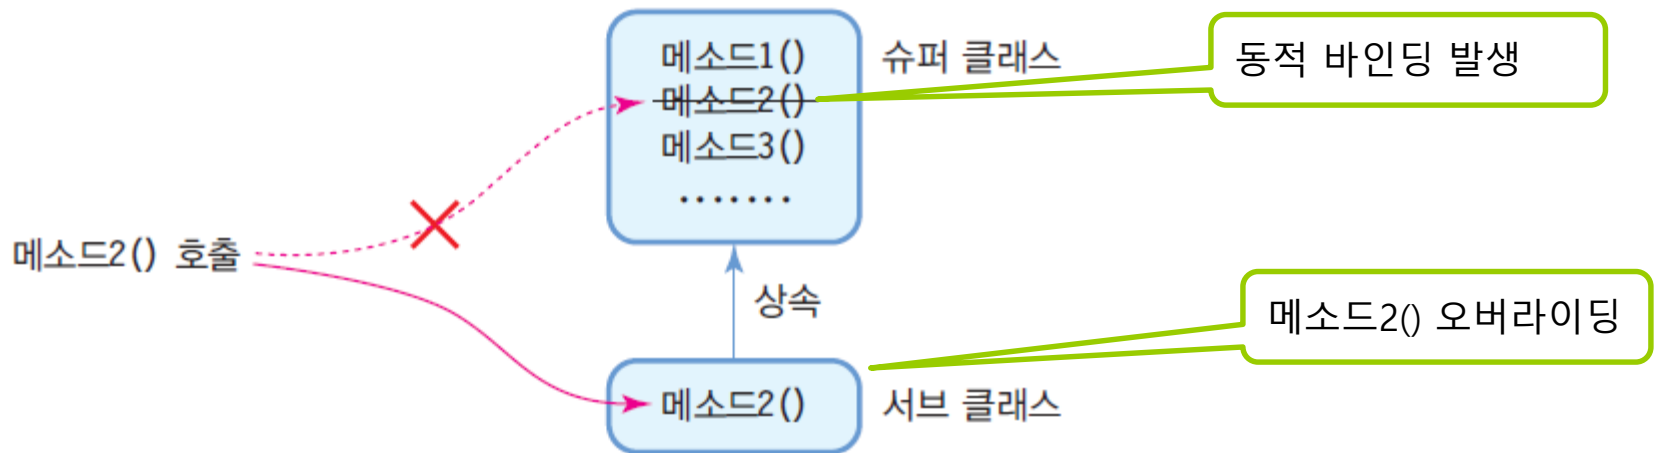 메소드1()
슈퍼 클래스
동적 바인딩 발생
메소드2()
메소드3()
·······
메소드2() 호출
상속
메소드2() 오버라이딩
메소드2()
서브 클래스